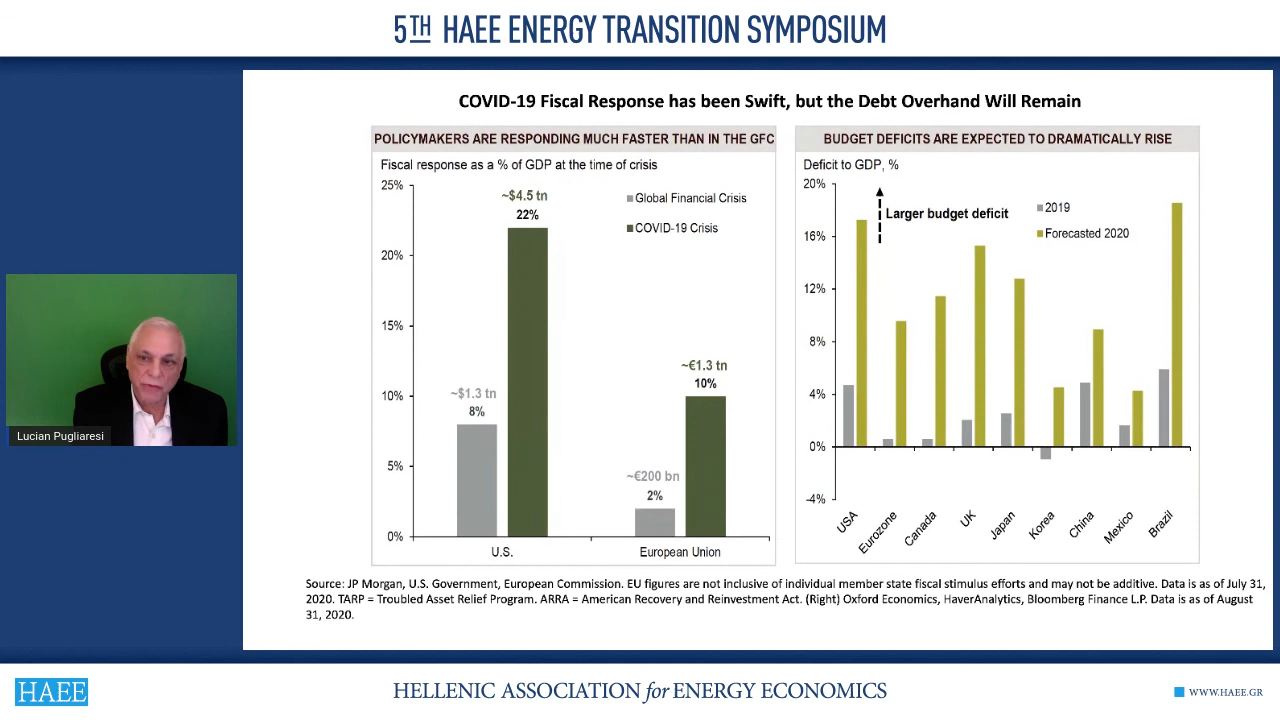 5TH HAEE ENERGY TRANSITION SYMPOSIUM
COVID-19 Fiscal Response has been Swift, but the Debt Overhand Will Remain
POLICYMAKERS ARE RESPONDING MUCH FASTER THAN IN THE GFC
Fiscal response as a % of GDP at the time of crisis
25%
20%
15%
10%
5%
0%
~$4.5 tn
22%
Global Financial Crisis
COVID-19 Crisis
~$1.3 tn
8%
~€1.3 tn
10%
~€200 bn
2%
U.S.
European Union
BUDGET DEFICITS ARE EXPECTED TO DRAMATICALLY RISE
Deficit to GDP, %
20%
16%
12%
8%
4%
0%
-4%
Larger budget deficit
2019
Forecasted 2020
USA
Eurozone
Canada
UK
Japan
Korea
China
Mexico
Brazil
Lucian Pugliaresi
Source: JP Morgan, U.S. Government, European Commission. EU figures are not inclusive of individual member state fiscal stimulus efforts and may not be additive. Data is as of July 31,
2020. TARP = Troubled Asset Relief Program. ARRA = American Recovery and Reinvestment Act. (Right) Oxford Economics, HaverAnalytics, Bloomberg Finance L.P. Data is as of August
31, 2020.
HAEE
HELLENIC ASSOCIATION for ENERGY ECONOMICS
WWW.HAEE.GR